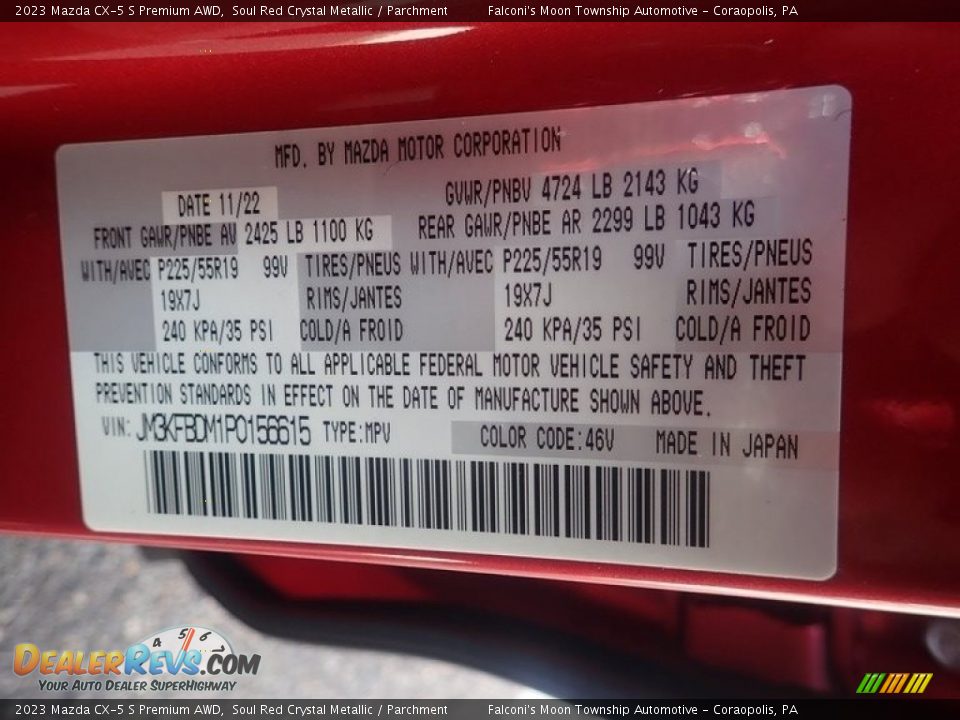 2023 Mazda CX-5 S Premium AWD, Soul Red Crystal Metallic / Parchment Falconi's Moon Township Automotive - Coraopolis, PA
MFD. BY MAZDA MOTOR CORPORATION
DATE 11/22 GVWR/PNBV 4724 LB 2143 KG
FRONT GAWR/PNBE AV 2425 LB 1100 KG REAR GAWR/PNBE AR 2299 LB 1043 KG
WITH/AVEC P225/55R19 99V TIRES/PNEUS WITH/AVEC P225/55R19 99V TIRES/PNEUS
19X7J RIMS/JANTES 19X7J RIMS/JANTES
240 KPA/35 PSI COLD/A FROID 240 KPA/35 PSI COLD/A FROID
THIS VEHICLE CONFORMS TO ALL APPLICABLE FEDERAL MOTOR VEHICLE SAFETY AND THEFT
PREVENTION STANDARDS IN EFFECT ON THE DATE OF MANUFACTURE SHOWN ABOVE.
VIN: JM3KFBDM1P0156615 TYPE:MPV COLOR CODE:46V MADE IN JAPAN
4 5 6
DealerRevs.com
Your Auto Dealer SuperHighway
2023 Mazda CX-5 S Premium AWD, Soul Red Crystal Metallic / Parchment Falconi's Moon Township Automotive - Coraopolis, PA